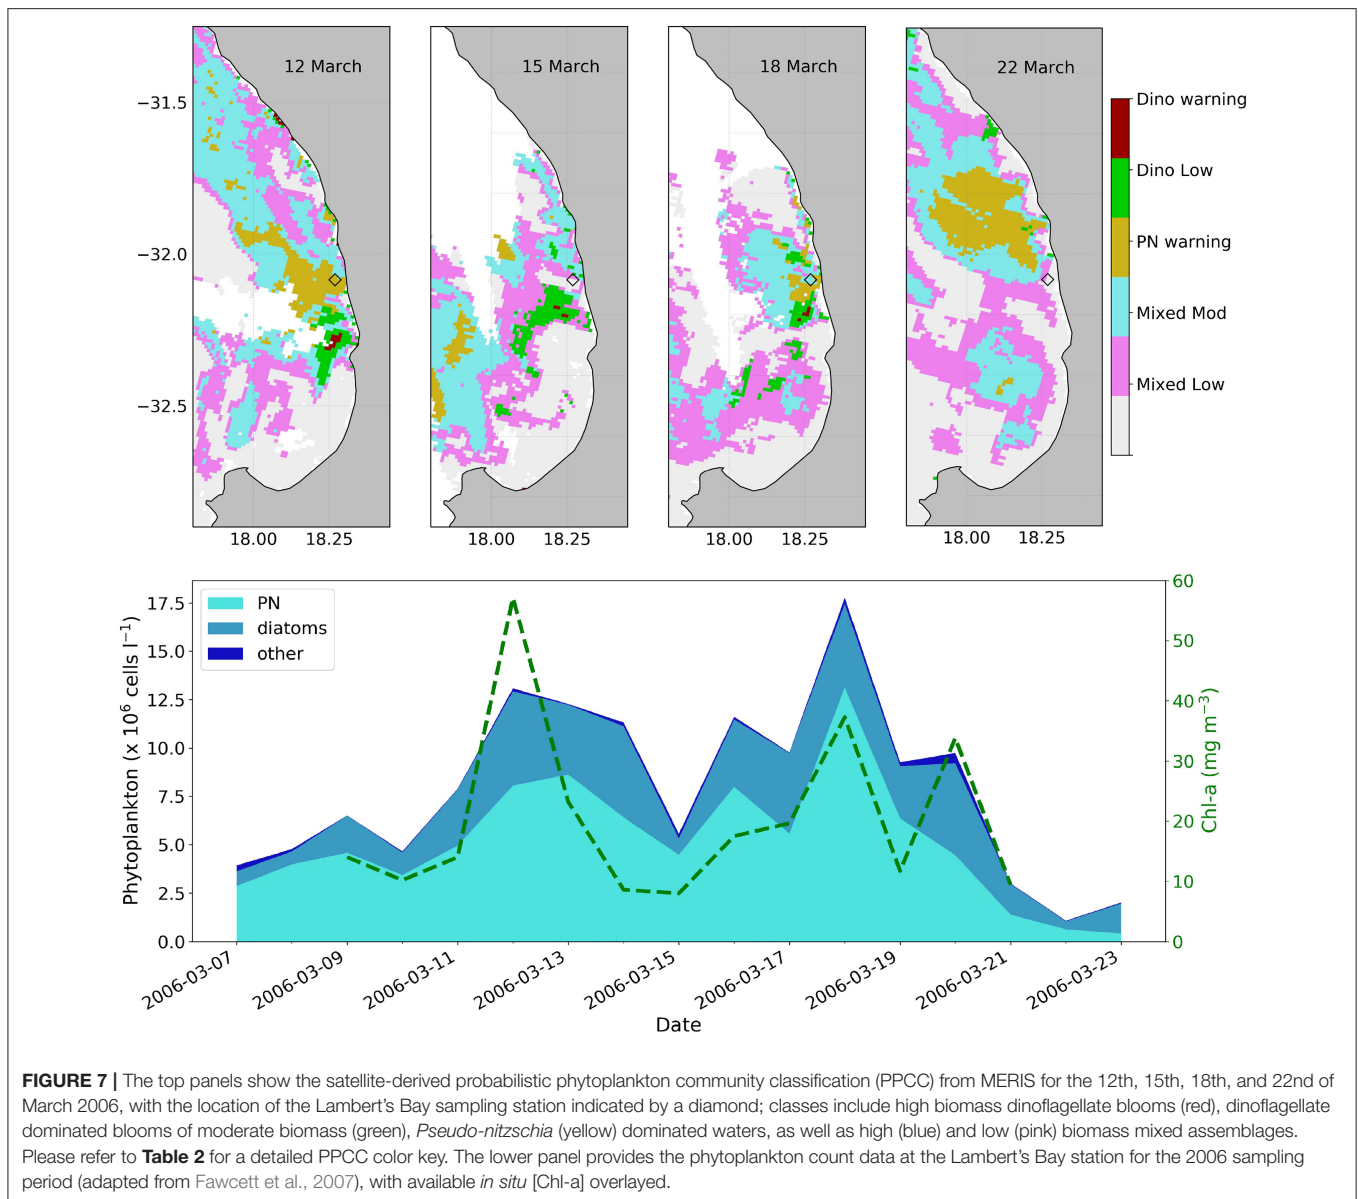 12 March
15 March
18 March
22 March
−31.5
−32.0
−32.5
18.00 18.25
18.00 18.25
18.00 18.25
18.00 18.25
Dino warning
Dino Low
PN warning
Mixed Mod
Mixed Low
PN
diatoms
other
Phytoplankton (x 10⁶ cells l⁻¹)
17.5
15.0
12.5
10.0
7.5
5.0
2.5
0.0
60
50
40
30
20
10
0
Chl-a (mg m⁻³)
2006-03-07
2006-03-09
2006-03-11
2006-03-13
2006-03-15
2006-03-17
2006-03-19
2006-03-21
2006-03-23
Date
FIGURE 7 | The top panels show the satellite-derived probabilistic phytoplankton community classification (PPCC) from MERIS for the 12th, 15th, 18th, and 22nd of
March 2006, with the location of the Lambert's Bay sampling station indicated by a diamond; classes include high biomass dinoflagellate blooms (red), dinoflagellate
dominated blooms of moderate biomass (green), Pseudo-nitzschia (yellow) dominated waters, as well as high (blue) and low (pink) biomass mixed assemblages.
Please refer to Table 2 for a detailed PPCC color key. The lower panel provides the phytoplankton count data at the Lambert's Bay station for the 2006 sampling
period (adapted from Fawcett et al., 2007), with available in situ [Chl-a] overlayed.